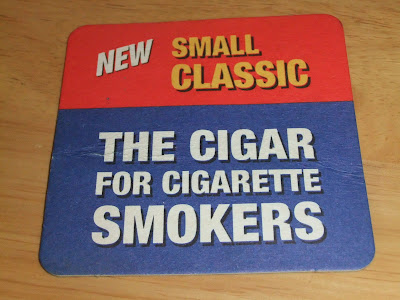 NEW SMALL
CLASSIC
THE CIGAR
FOR CIGARETTE
SMOKERS